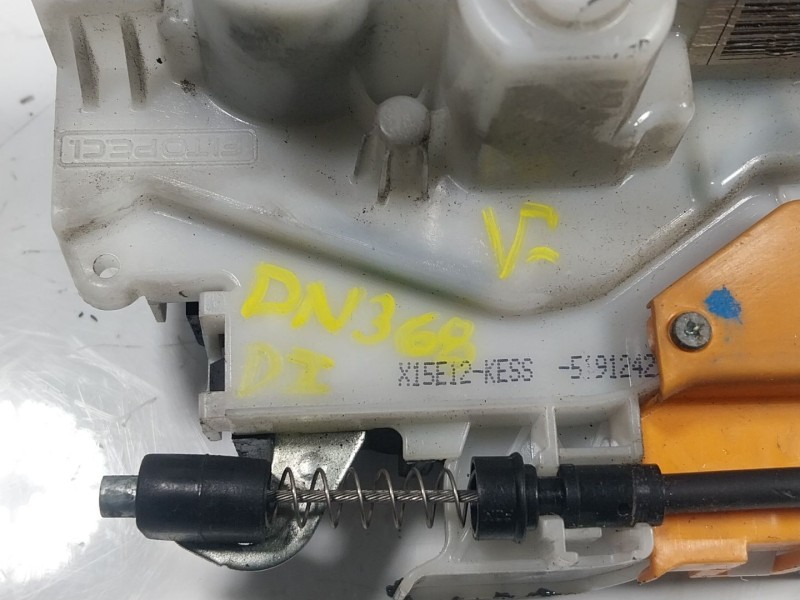 V-
DN368
DI
X15E12-KESS -5191242